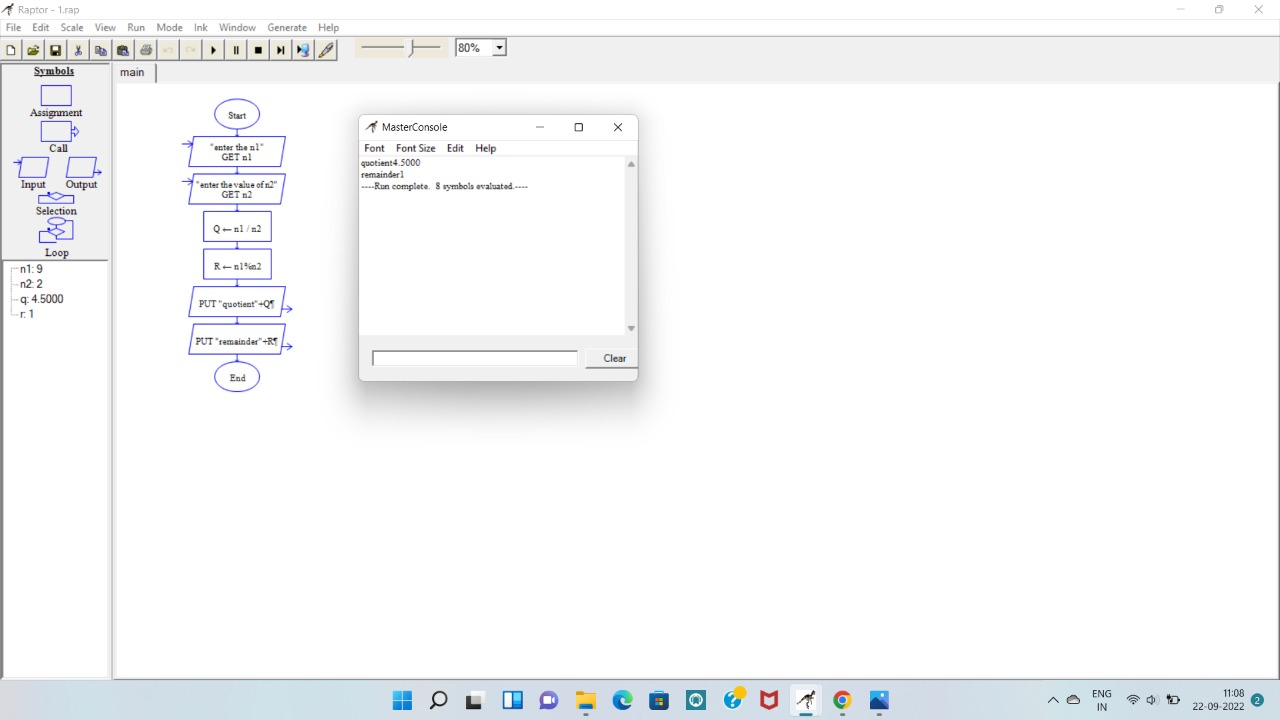 Raptor - 1.rap
File Edit Scale View Run Mode Ink Window Generate Help
80%
Symbols
Assignment
Call
Input Output
Selection
Loop
n1: 9
n2: 2
q: 4.5000
r: 1
main
Start
"enter the n1"
GET n1
"enter the value of n2"
GET n2
Q ← n1 / n2
R ← n1%n2
PUT "quotient"+Q¶
PUT "remainder"+R¶
End
MasterConsole
Font Font Size Edit Help
quotient4.5000
remainder1
----Run complete. 8 symbols evaluated.----
Clear
ENG
IN
11:08
22-09-2022
2